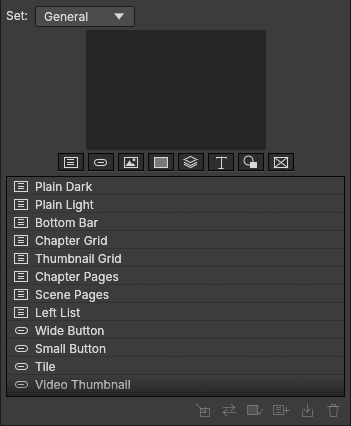 Set: General
Plain Dark
Plain Light
Bottom Bar
Chapter Grid
Thumbnail Grid
Chapter Pages
Scene Pages
Left List
Wide Button
Small Button
Tile
Video Thumbnail